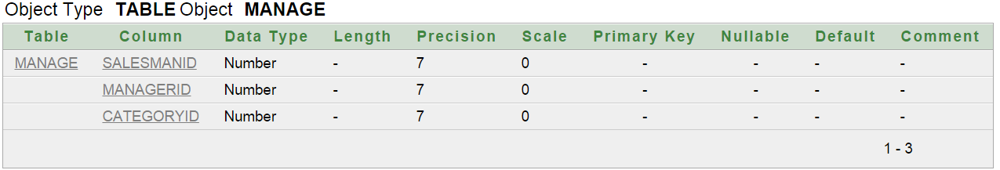 Object Type TABLE Object MANAGE
Table Column Data Type Length Precision Scale Primary Key Nullable Default Comment
MANAGE SALESMANID Number - 7 0 - - - -
MANAGERID Number - 7 0 - - - -
CATEGORYID Number - 7 0 - - - -
1 - 3